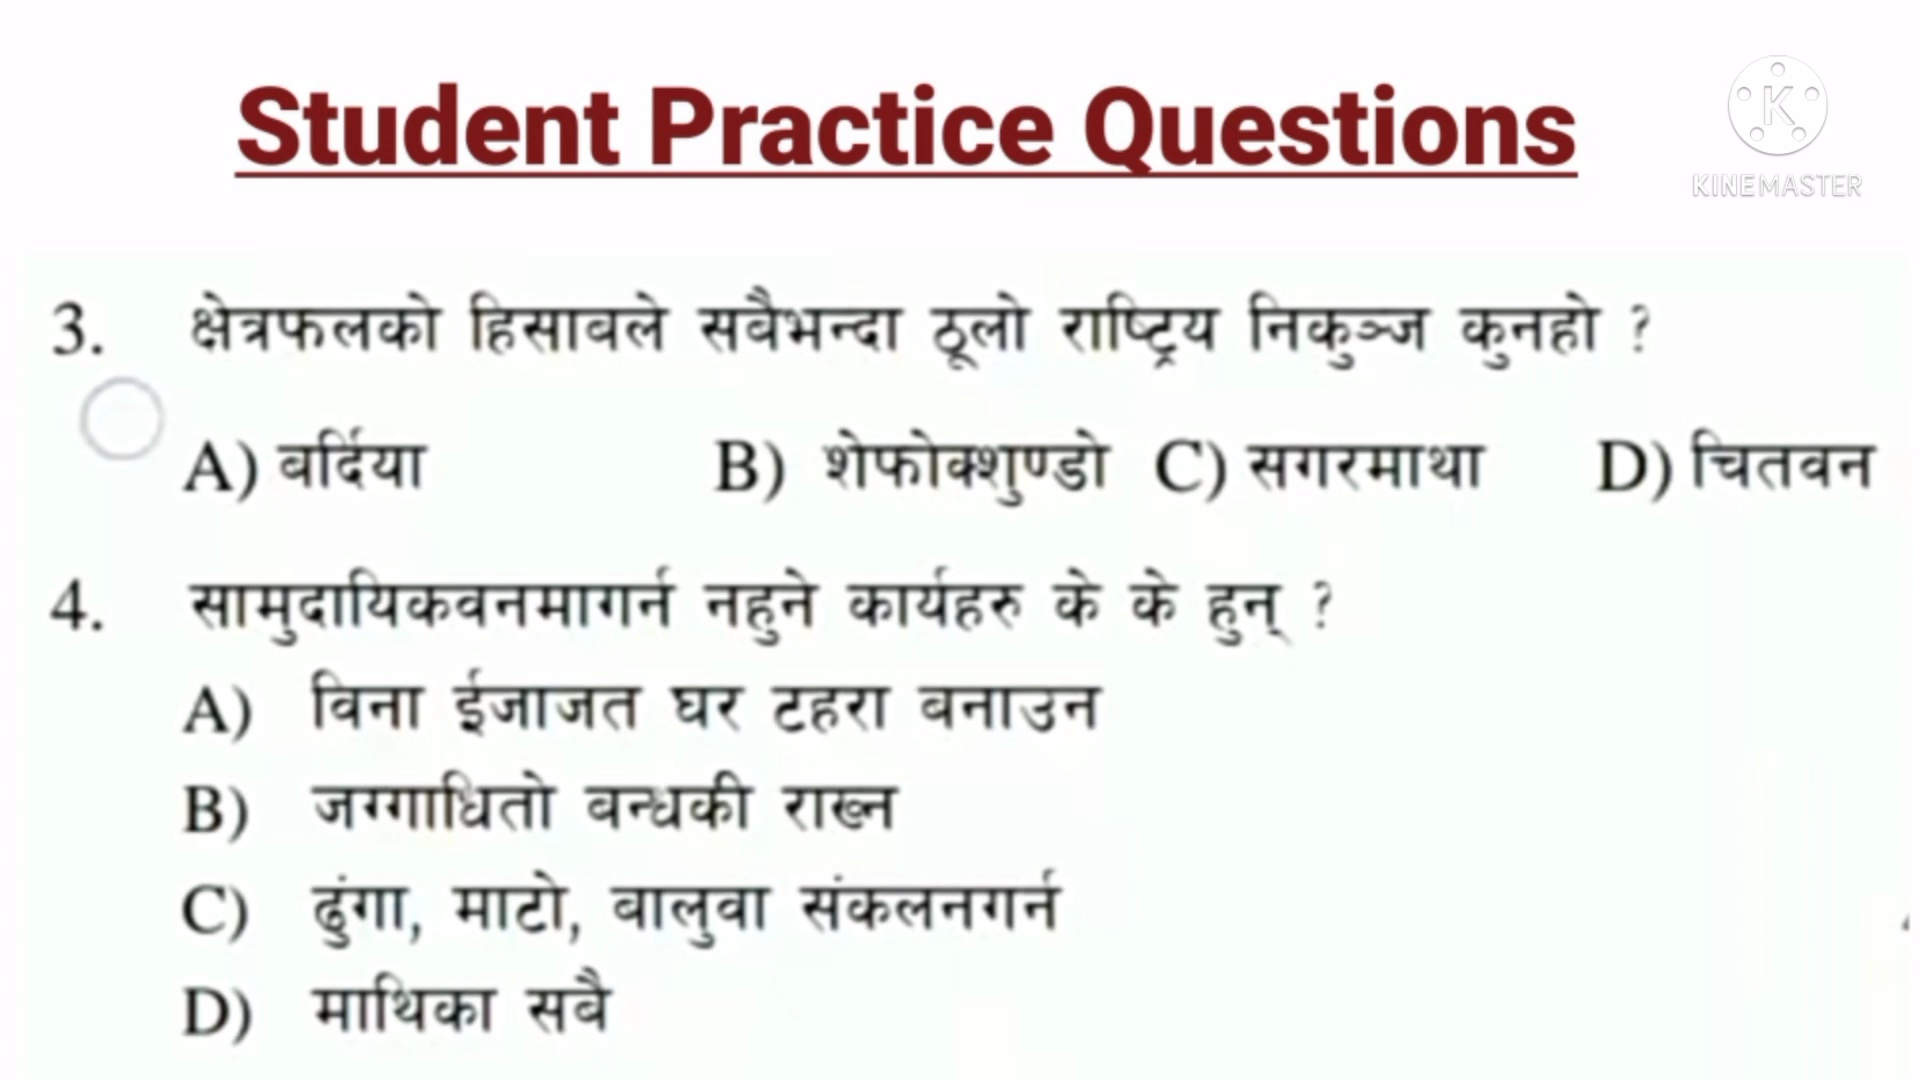 Student Practice Questions
K
KINEMASTER
3. क्षेत्रफलको हिसाबले सबैभन्दा ठूलो राष्ट्रिय निकुञ्ज कुनहो ?
A) बर्दिया B) शेफोक्शुण्डो C) सगरमाथा D) चितवन
4. सामुदायिकवनमागर्न नहुने कार्यहरु के के हुन् ?
A) विना ईजाजत घर टहरा बनाउन
B) जग्गाधितो बन्धकी राख्न
C) ढुंगा, माटो, बालुवा संकलनगर्न
D) माथिका सबै